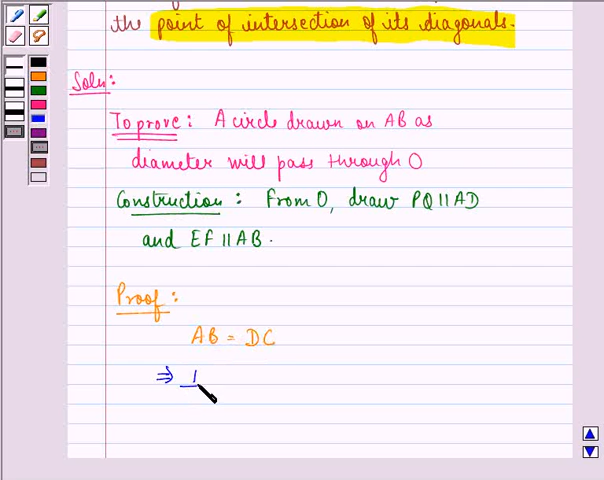 the point of intersection of its diagonals.
Soln:
To prove: A circle drawn on AB as
diameter will pass through O
Construction: From O, draw PQ||AD
and EF||AB.
Proof:
AB = DC
⇒ 1